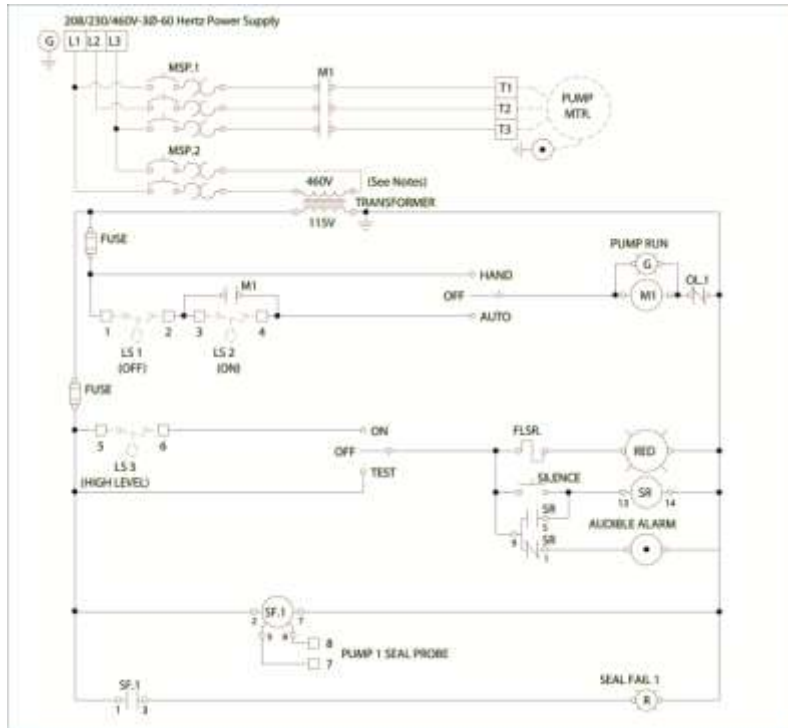 208/230/460V-3Ø-60 Hertz Power Supply
G L1 L2 L3
MSP.1
M1
T1
T2
T3
PUMP
MTR.
MSP.2
460V
(See Notes)
TRANSFORMER
115V
FUSE
PUMP RUN
G
HAND
OFF
AUTO
M1
M1
OL.1
1 2 3 4
LS 1
(OFF)
LS 2
(ON)
FUSE
5 6
LS 3
(HIGH LEVEL)
ON
OFF
TEST
FLSR.
RED
SILENCE
13 SR 14
SR
5
9
SR
1
AUDIBLE ALARM
2 SF.1 7
8
7
PUMP 1 SEAL PROBE
SF.1
1 3
SEAL FAIL 1
R